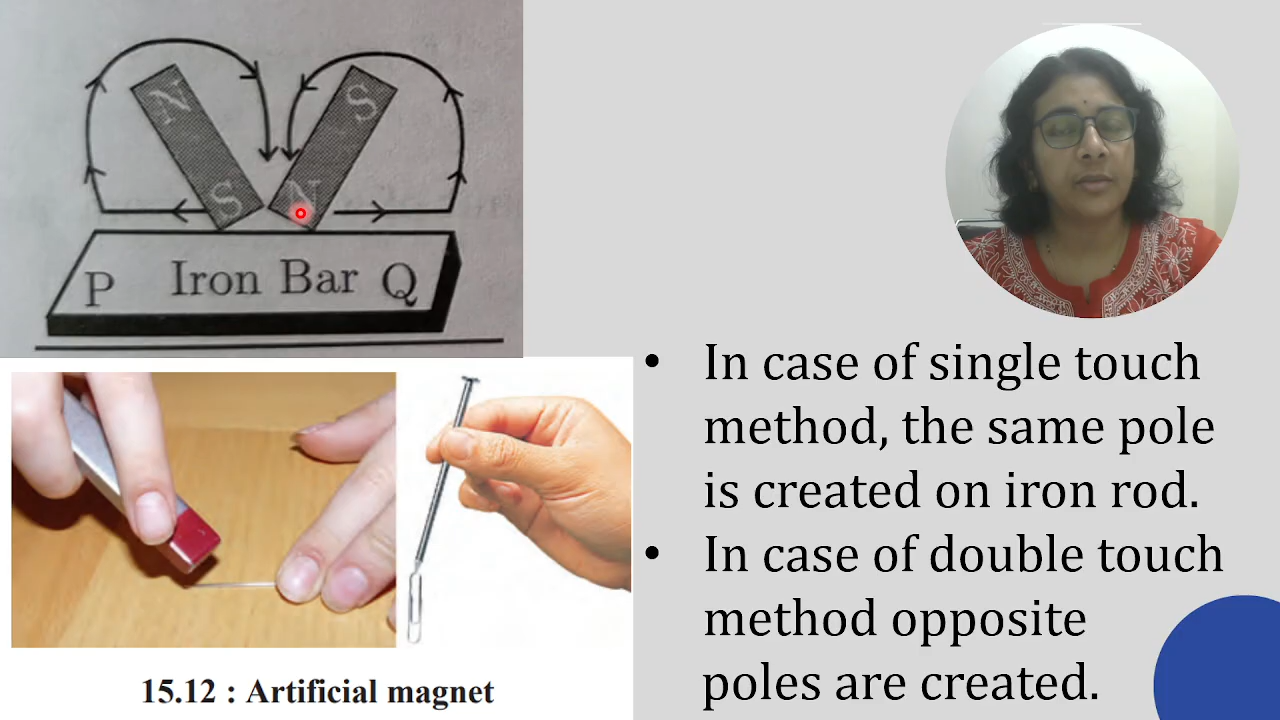 N
S
S
N
P Iron Bar Q
• In case of single touch
method, the same pole
is created on iron rod.
• In case of double touch
method opposite
poles are created.
15.12 : Artificial magnet